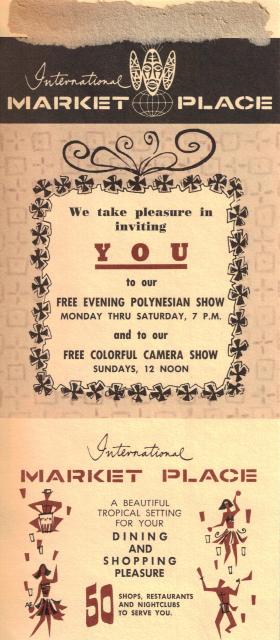 International
MARKET PLACE
We take pleasure in
inviting
YOU
to our
FREE EVENING POLYNESIAN SHOW
MONDAY THRU SATURDAY, 7 P.M.
and to our
FREE COLORFUL CAMERA SHOW
SUNDAYS, 12 NOON
International
MARKET PLACE
A BEAUTIFUL
TROPICAL SETTING
FOR YOUR
DINING
AND
SHOPPING
PLEASURE
50 SHOPS, RESTAURANTS
AND NIGHTCLUBS
TO SERVE YOU.